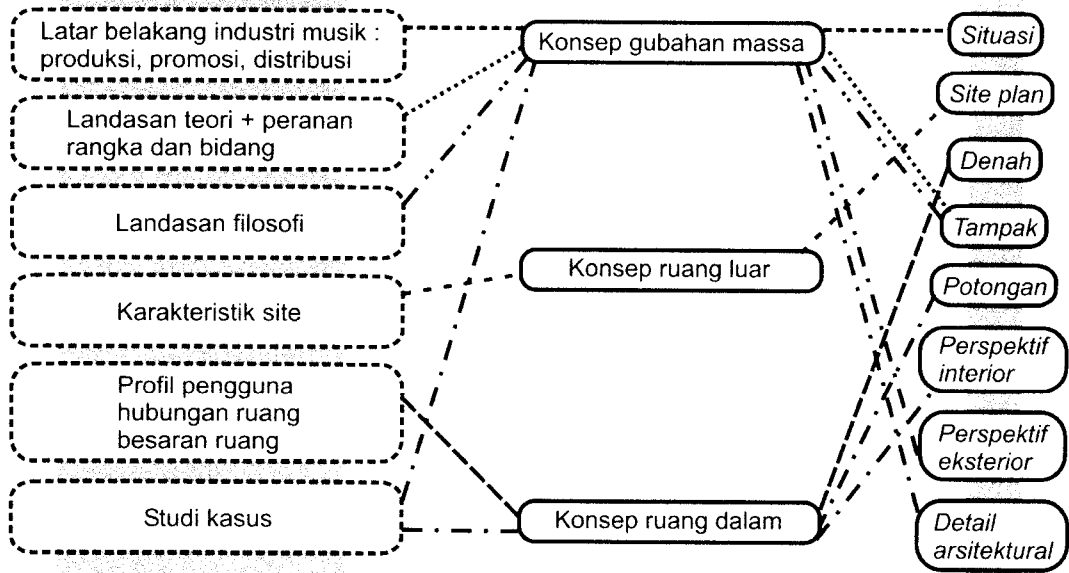 Latar belakang industri musik :
produksi, promosi, distribusi
Landasan teori + peranan
rangka dan bidang
Landasan filosofi
Karakteristik site
Profil pengguna
hubungan ruang
besaran ruang
Studi kasus
Konsep gubahan massa
Konsep ruang luar
Konsep ruang dalam
Situasi
Site plan
Denah
Tampak
Potongan
Perspektif
interior
Perspektif
eksterior
Detail
arsitektural